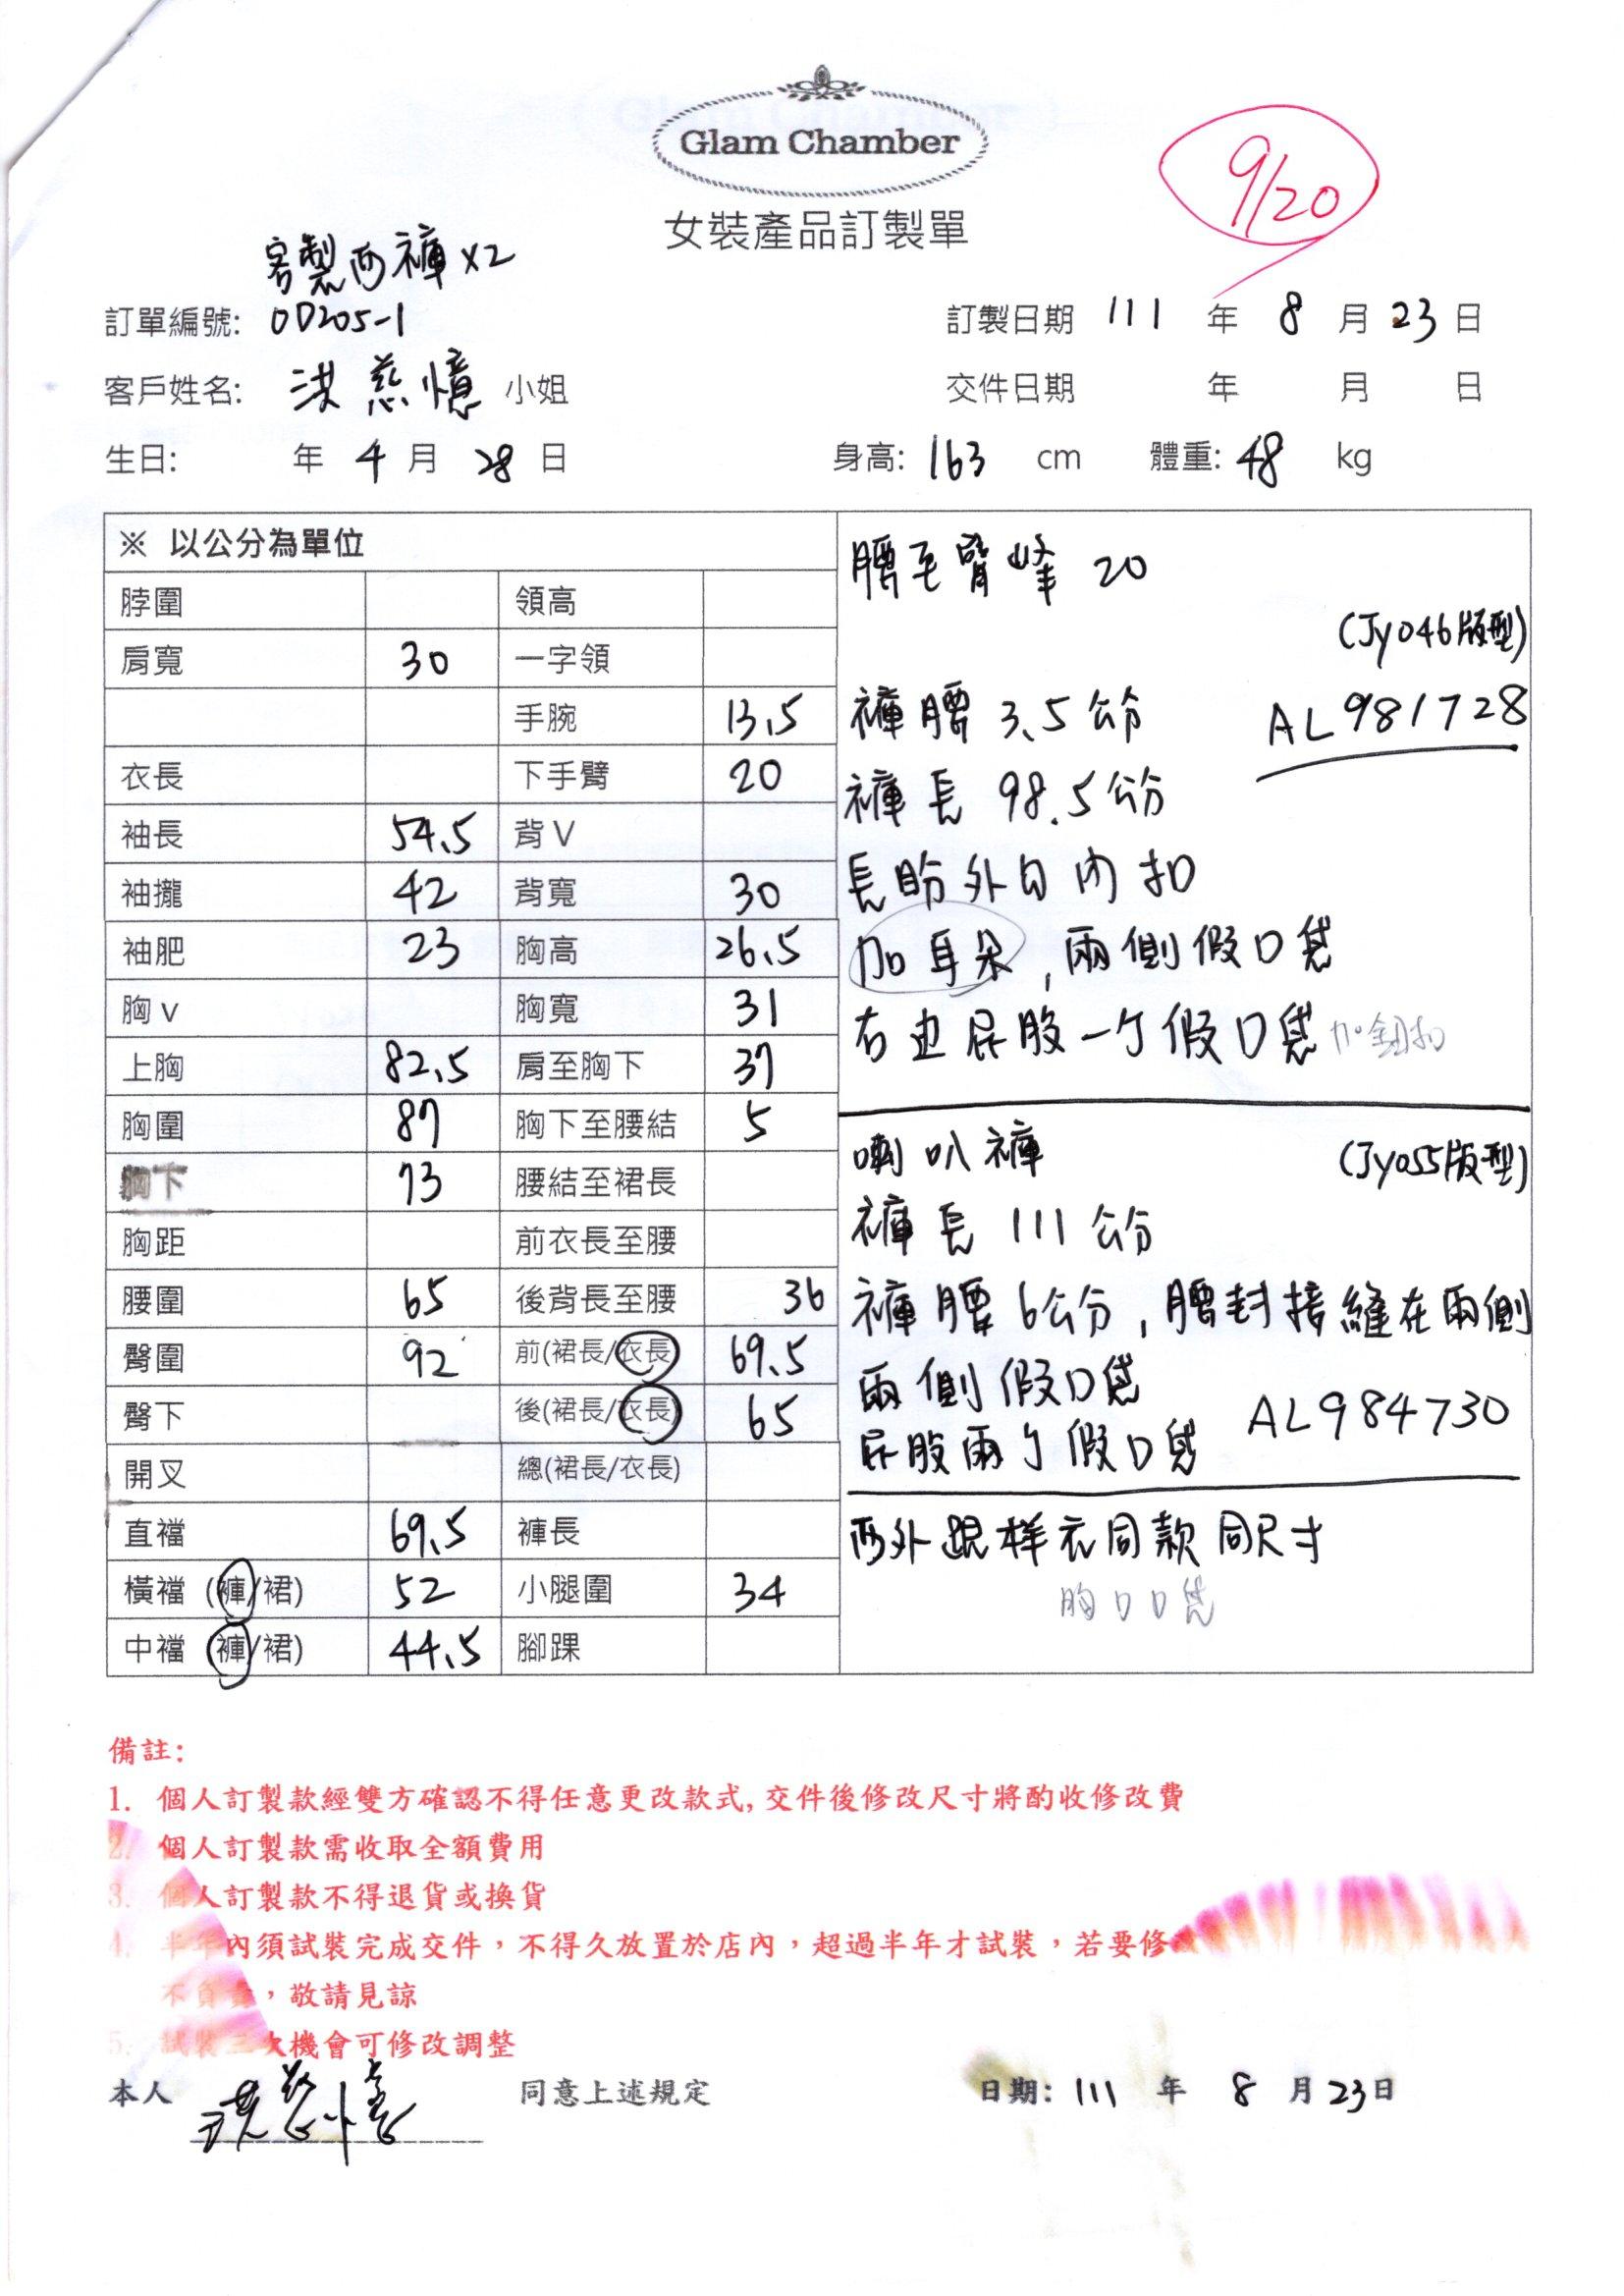 Glam Chamber
9/20
女裝產品訂製單
客製西褲x2
訂單編號: OD205-1
訂製日期 111 年 8 月 23 日
客戶姓名: 洪慈憶 小姐
交件日期 年 月 日
生日: 年 4 月 28 日
身高: 163 cm 體重: 48 kg
※ 以公分為單位
脖圍 領高
肩寬 30 一字領
手腕 13.5
衣長 下手臂 20
袖長 54.5 背V
袖攏 42 背寬 30
袖肥 23 胸高 26.5
胸v 胸寬 31
上胸 82.5 肩至胸下 37
胸圍 87 胸下至腰結 5
胸下 73 腰結至裙長
胸距 前衣長至腰
腰圍 65 後背長至腰 36
臀圍 92 前(裙長/衣長) 69.5
臀下 後(裙長/衣長) 65
開叉 總(裙長/衣長)
直襠 69.5 褲長
橫襠 (褲/裙) 52 小腿圍 34
中襠 (褲/裙) 44.5 腳踝
腰至臀峰 20
(Jy046版型)
褲腰 3.5公分 AL981728
褲長 98.5公分
長 外 內扣
加耳朵,兩側假口袋
右边屁股一个假口袋 加鈕扣
喇叭褲 (Jy055版型)
褲長 111 公分
褲腰 6公分,腰封接縫在兩側
兩側假口袋
屁股兩个假口袋 AL984730
西外跟样衣同款同尺寸
胸口口袋
備註:
1. 個人訂製款經雙方確認不得任意更改款式, 交件後修改尺寸將酌收修改費
2. 個人訂製款需收取全額費用
3. 個人訂製款不得退貨或換貨
4. 半年內須試裝完成交件,不得久放置於店內,超過半年才試裝,若要修
不負責,敬請見諒
5. 試裝三次機會可修改調整
本人 洪慈憶 同意上述規定
日期: 111 年 8 月 23 日